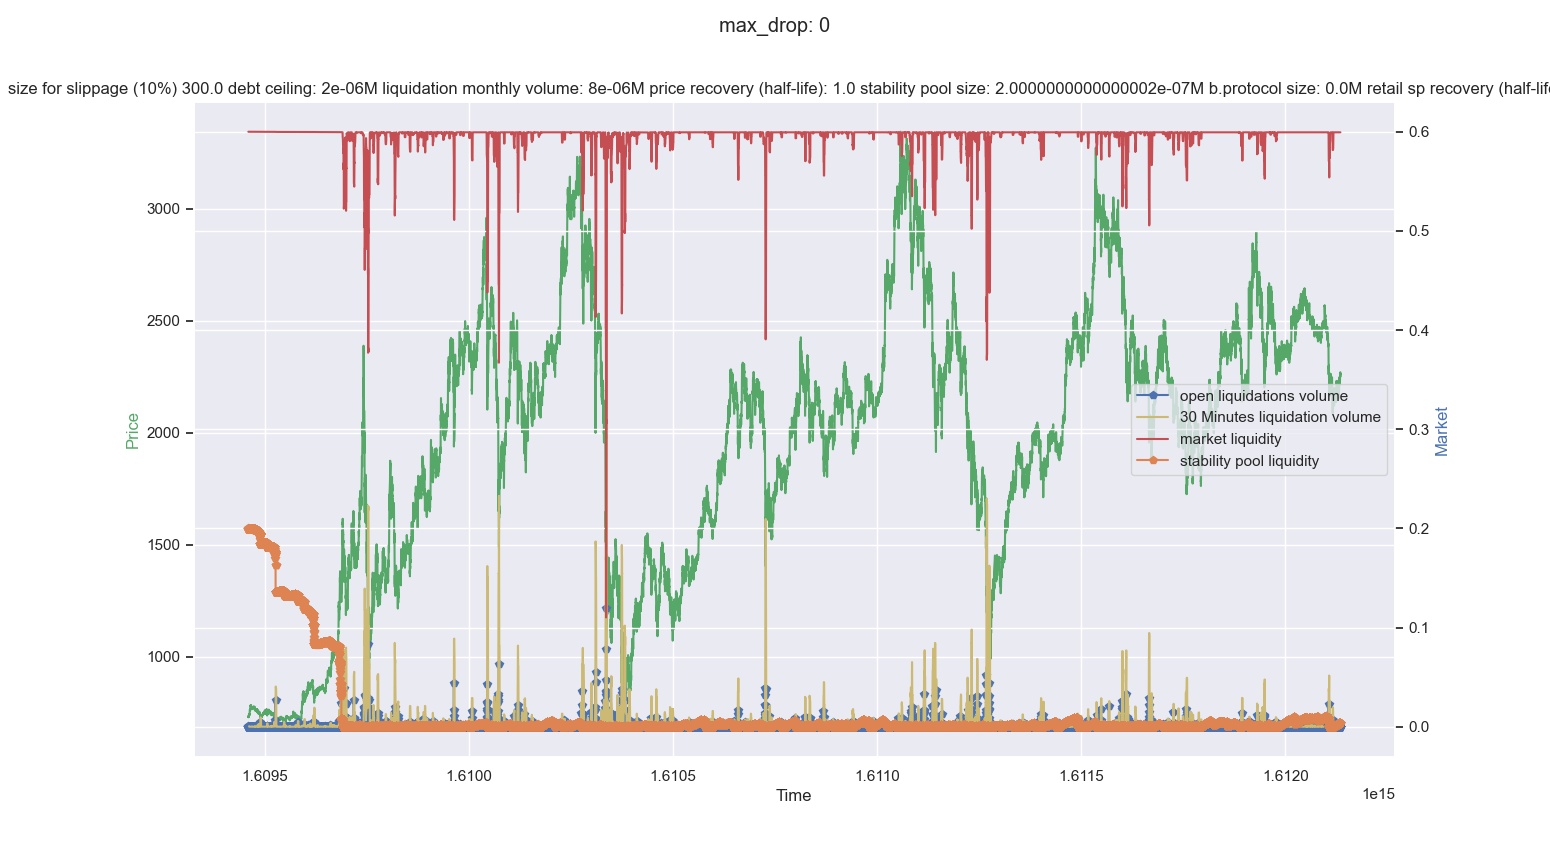 max_drop: 0
size for slippage (10%) 300.0 debt ceiling: 2e-06M liquidation monthly volume: 8e-06M price recovery (half-life): 1.0 stability pool size: 2.0000000000000002e-07M b.protocol size: 0.0M retail sp recovery (half-life
0.6
3000
0.5
2500
0.4
open liquidations volume
30 Minutes liquidation volume
market liquidity
stability pool liquidity
Price
Market
2000
0.3
1500
0.2
1000
0.1
0.0
1.6095 1.6100 1.6105 1.6110 1.6115 1.6120
Time
1e15